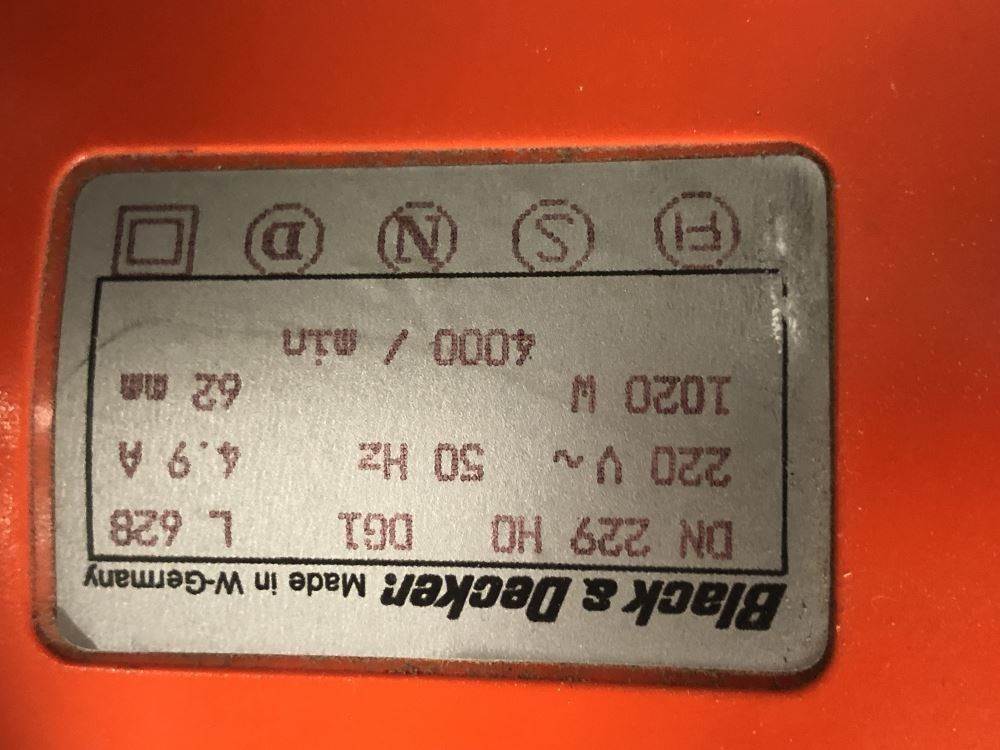 Black & Decker. Made in W-Germany
DN 229 HO DG1 L 628
220 V ~ 50 Hz 4.9 A
1020 W 62 mm
4000 / min
FI S N D